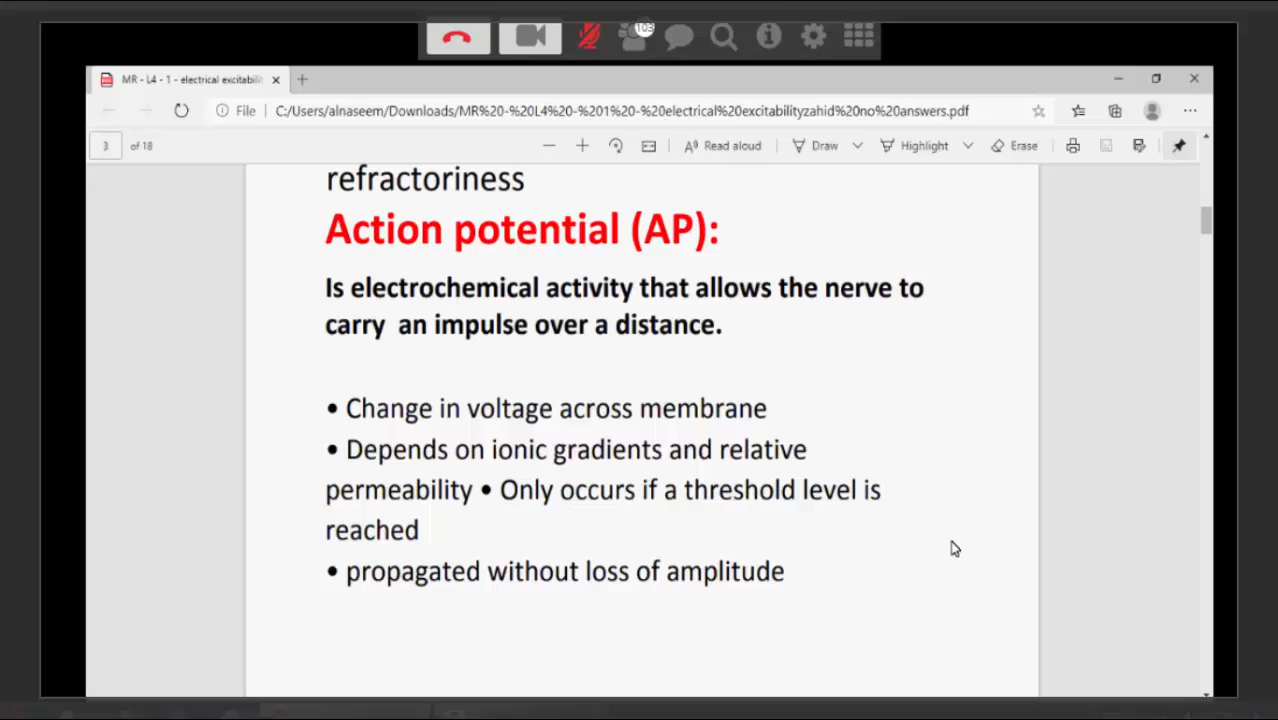 103
MR - L4 - 1 - electrical excitabili
File C:/Users/alnaseem/Downloads/MR%20-%20L4%20-%201%20-%20electrical%20excitabilityzahid%20no%20answers.pdf
3 of 18 Read aloud Draw Highlight Erase
refractoriness
Action potential (AP):
Is electrochemical activity that allows the nerve to
carry an impulse over a distance.
• Change in voltage across membrane
• Depends on ionic gradients and relative
permeability • Only occurs if a threshold level is
reached
• propagated without loss of amplitude